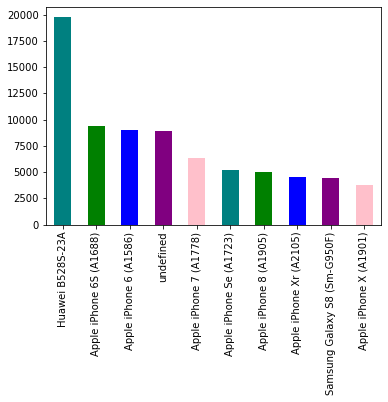 20000
17500
15000
12500
10000
7500
5000
2500
0
Huawei B528S-23A
Apple iPhone 6S (A1688)
Apple iPhone 6 (A1586)
undefined
Apple iPhone 7 (A1778)
Apple iPhone Se (A1723)
Apple iPhone 8 (A1905)
Apple iPhone Xr (A2105)
Samsung Galaxy S8 (Sm-G950F)
Apple iPhone X (A1901)